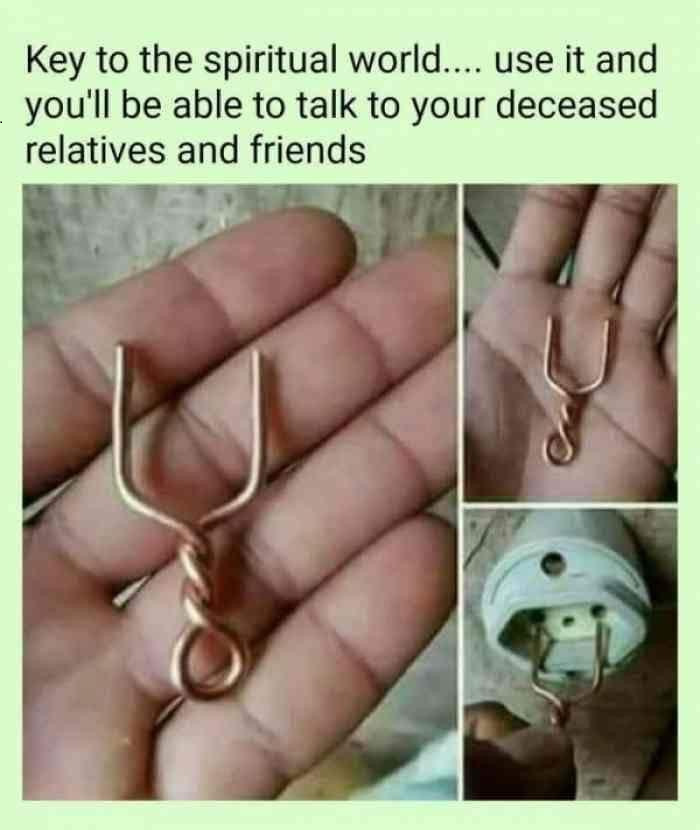 Key to the spiritual world.... use it and
you'll be able to talk to your deceased
relatives and friends